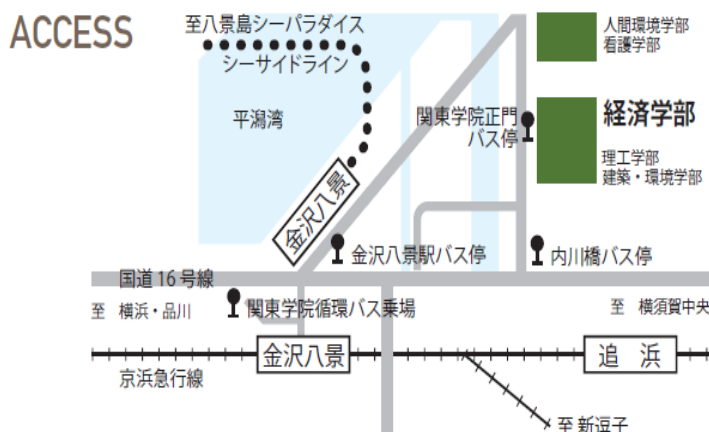 ACCESS
至八景島シーパラダイス
シーサイドライン
平潟湾
人間環境学部
看護学部
関東学院正門
バス停
経済学部
理工学部
建築・環境学部
金沢八景
金沢八景駅バス停
内川橋バス停
国道16号線
至 横浜・品川
関東学院循環バス乗場
至 横須賀中央
金沢八景
追 浜
京浜急行線
至 新逗子